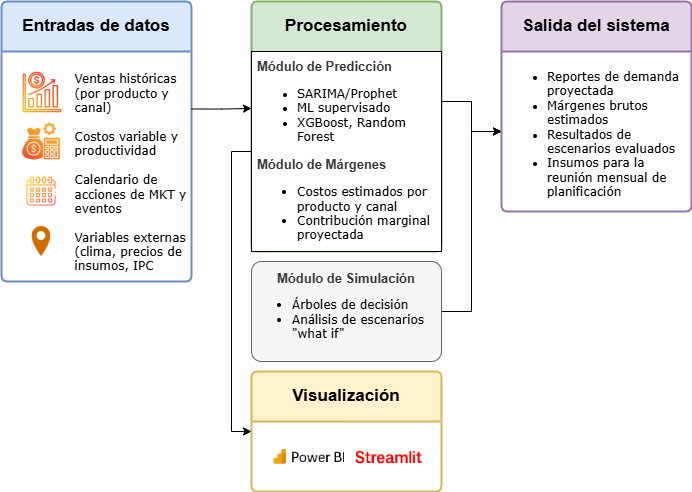 Entradas de datos
Ventas históricas
(por producto y
canal)
Costos variable y
productividad
Calendario de
acciones de MKT y
eventos
Variables externas
(clima, precios de
insumos, IPC
Procesamiento
Módulo de Predicción
• SARIMA/Prophet
• ML supervisado
• XGBoost, Random
Forest
Módulo de Márgenes
• Costos estimados por
producto y canal
• Contribución marginal
proyectada
Módulo de Simulación
• Árboles de decisión
• Análisis de escenarios
"what if"
Visualización
Power BI
Streamlit
Salida del sistema
• Reportes de demanda
proyectada
• Márgenes brutos
estimados
• Resultados de
escenarios evaluados
• Insumos para la
reunión mensual de
planificación